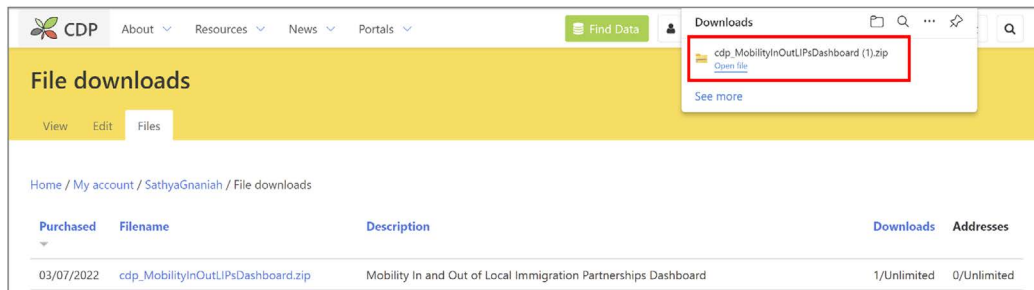 CDP
About Resources News Portals Find Data
Downloads
cdp_MobilityInOutLIPsDashboard (1).zip
Open file
See more
File downloads
View Edit Files
Home / My account / SathyaGnaniah / File downloads
Purchased Filename Description Downloads Addresses
03/07/2022 cdp_MobilityInOutLIPsDashboard.zip Mobility In and Out of Local Immigration Partnerships Dashboard 1/Unlimited 0/Unlimited